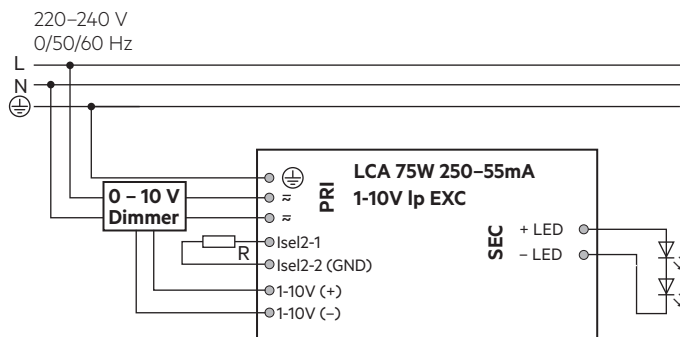 220–240 V
0/50/60 Hz
L
N
PRI
LCA 75W 250–55mA
1-10V lp EXC
0 – 10 V
Dimmer
≂
≂
R
Isel2-1
Isel2-2 (GND)
1-10V (+)
1-10V (–)
SEC
+ LED
– LED